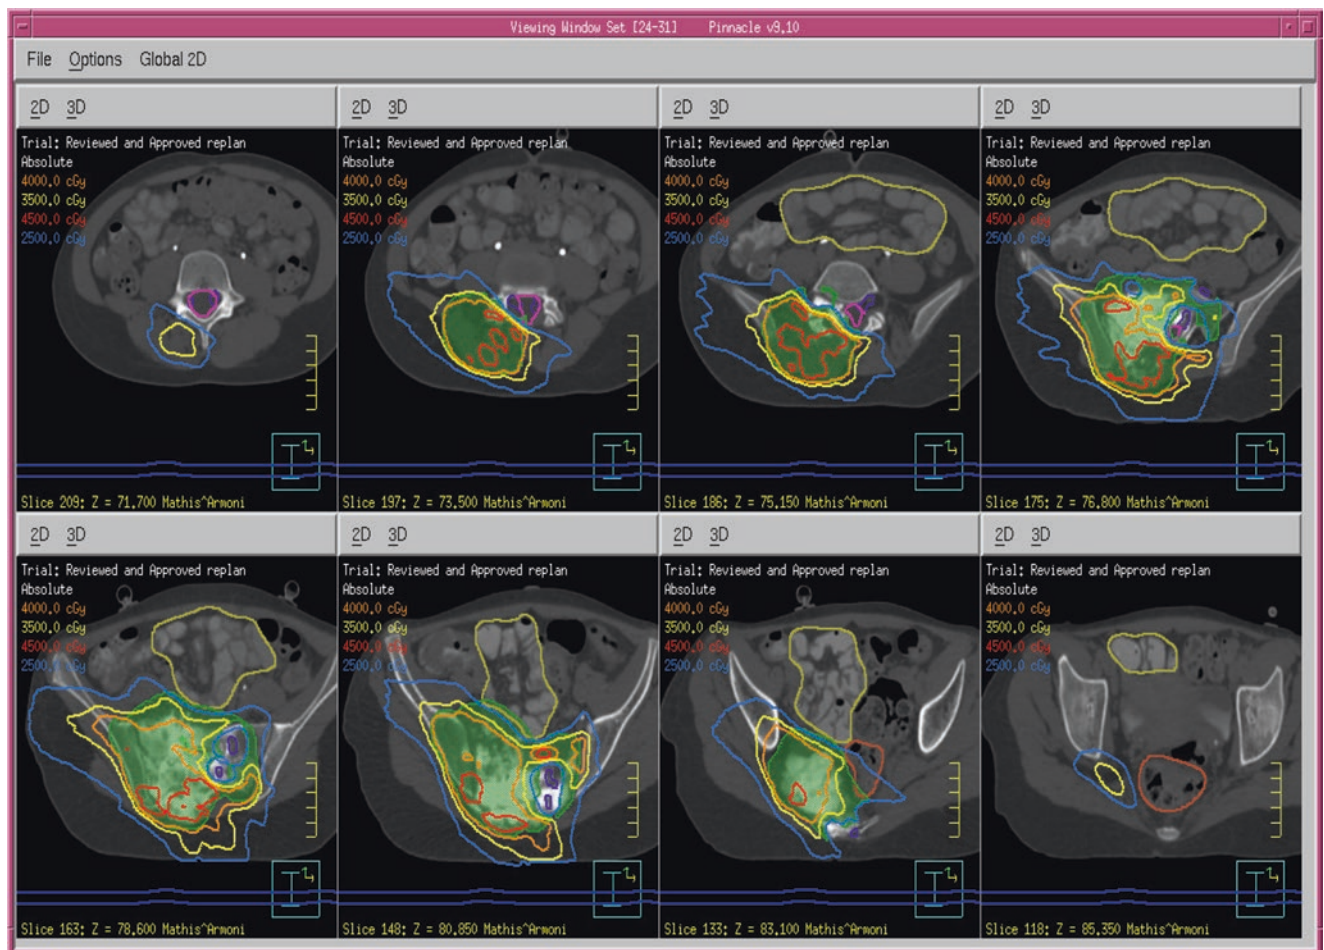 Viewing Window Set [24-31] Pinnacle v9.10
File Options Global 2D
2D 3D
Trial: Reviewed and Approved replan
Absolute
4000.0 cGy
3500.0 cGy
4500.0 cGy
2500.0 cGy
Slice 209: Z = 71.700 Mathis^Armoni
2D 3D
Trial: Reviewed and Approved replan
Absolute
4000.0 cGy
3500.0 cGy
4500.0 cGy
2500.0 cGy
Slice 197: Z = 73.500 Mathis^Armoni
2D 3D
Trial: Reviewed and Approved replan
Absolute
4000.0 cGy
3500.0 cGy
4500.0 cGy
2500.0 cGy
Slice 186: Z = 75.150 Mathis^Armoni
2D 3D
Trial: Reviewed and Approved replan
Absolute
4000.0 cGy
3500.0 cGy
4500.0 cGy
2500.0 cGy
Slice 175: Z = 76.800 Mathis^Armoni
2D 3D
Trial: Reviewed and Approved replan
Absolute
4000.0 cGy
3500.0 cGy
4500.0 cGy
2500.0 cGy
Slice 163: Z = 78.600 Mathis^Armoni
2D 3D
Trial: Reviewed and Approved replan
Absolute
4000.0 cGy
3500.0 cGy
4500.0 cGy
2500.0 cGy
Slice 148: Z = 80.850 Mathis^Armoni
2D 3D
Trial: Reviewed and Approved replan
Absolute
4000.0 cGy
3500.0 cGy
4500.0 cGy
2500.0 cGy
Slice 133: Z = 83.100 Mathis^Armoni
2D 3D
Trial: Reviewed and Approved replan
Absolute
4000.0 cGy
3500.0 cGy
4500.0 cGy
2500.0 cGy
Slice 118: Z = 85.350 Mathis^Armoni